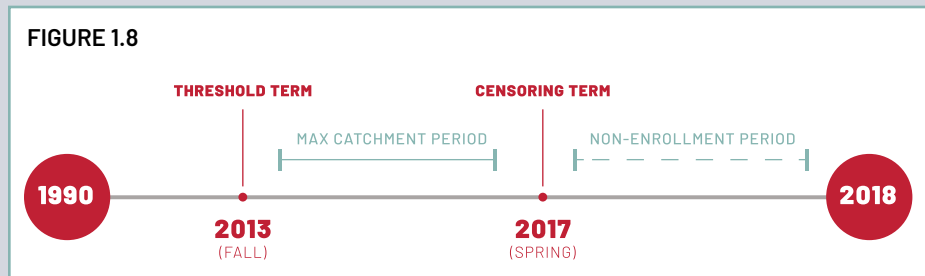 FIGURE 1.8
THRESHOLD TERM
CENSORING TERM
MAX CATCHMENT PERIOD
NON-ENROLLMENT PERIOD
1990
2018
2013
(FALL)
2017
(SPRING)